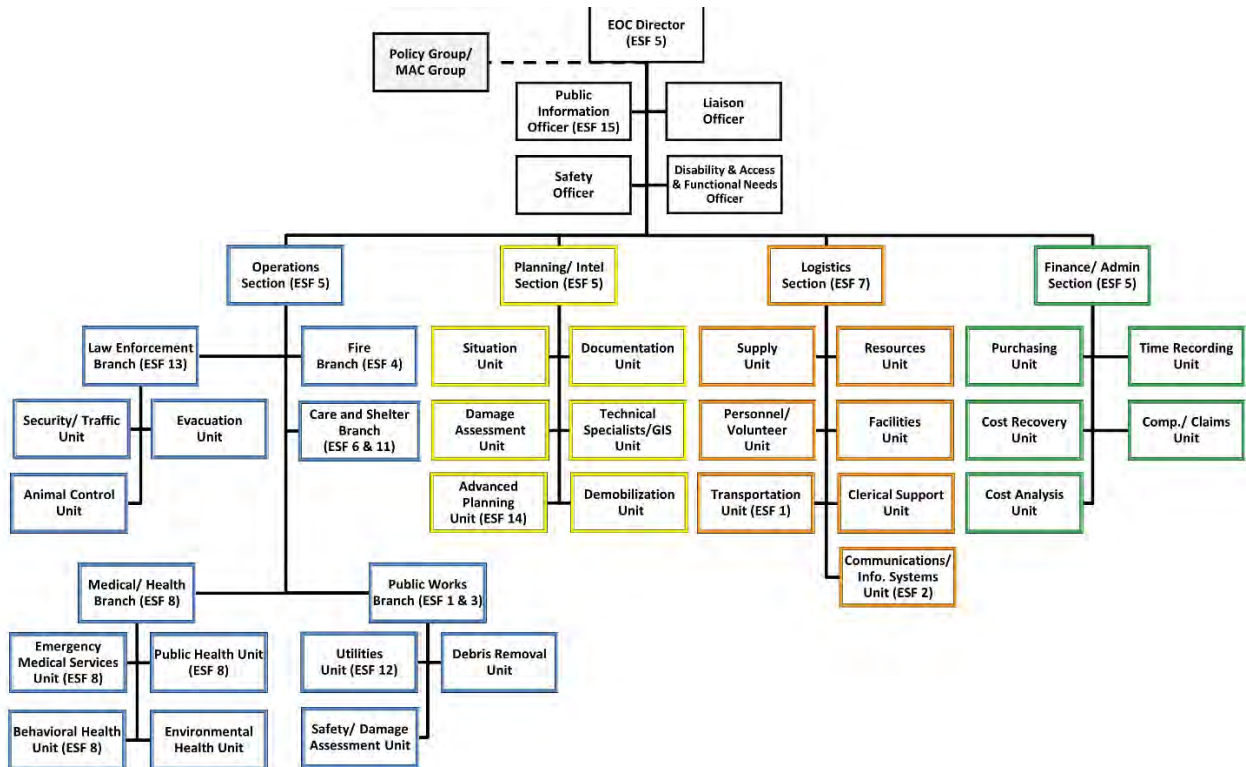 EOC Director
(ESF 5)
Policy Group/
MAC Group
Public
Information
Officer (ESF 15)
Liaison
Officer
Safety
Officer
Disability & Access
& Functional Needs
Officer
Operations
Section (ESF 5)
Planning/ Intel
Section (ESF 5)
Logistics
Section (ESF 7)
Finance/ Admin
Section (ESF 5)
Law Enforcement
Branch (ESF 13)
Fire
Branch (ESF 4)
Situation
Unit
Documentation
Unit
Supply
Unit
Resources
Unit
Purchasing
Unit
Time Recording
Unit
Security/ Traffic
Unit
Evacuation
Unit
Care and Shelter
Branch
(ESF 6 & 11)
Damage
Assessment
Unit
Technical
Specialists/GIS
Unit
Personnel/
Volunteer
Unit
Facilities
Unit
Cost Recovery
Unit
Comp./ Claims
Unit
Animal Control
Unit
Advanced
Planning
Unit (ESF 14)
Demobilization
Unit
Transportation
Unit (ESF 1)
Clerical Support
Unit
Cost Analysis
Unit
Communications/
Info. Systems
Unit (ESF 2)
Medical/ Health
Branch (ESF 8)
Public Works
Branch (ESF 1 & 3)
Emergency
Medical Services
Unit (ESF 8)
Public Health Unit
(ESF 8)
Utilities
Unit (ESF 12)
Debris Removal
Unit
Behavioral Health
Unit (ESF 8)
Environmental
Health Unit
Safety/ Damage
Assessment Unit